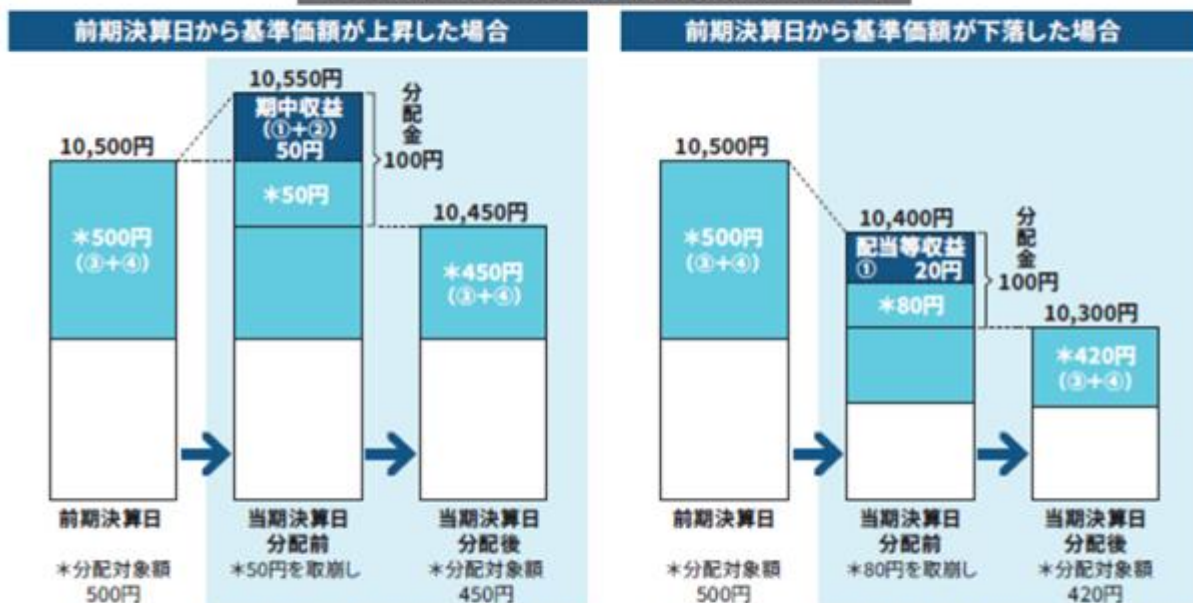 前期決算日から基準価額が上昇した場合
10,550円
期中収益
(①+②)
50円
分配金
100円
10,500円
*50円
10,450円
*500円
(③+④)
*450円
(③+④)
前期決算日
当期決算日
分配前
当期決算日
分配後
*分配対象額
500円
*50円を取崩し
*分配対象額
450円
前期決算日から基準価額が下落した場合
10,500円
10,400円
配当等収益
① 20円
分配金
100円
*500円
(③+④)
*80円
10,300円
*420円
(③+④)
前期決算日
当期決算日
分配前
当期決算日
分配後
*分配対象額
500円
*80円を取崩し
*分配対象額
420円